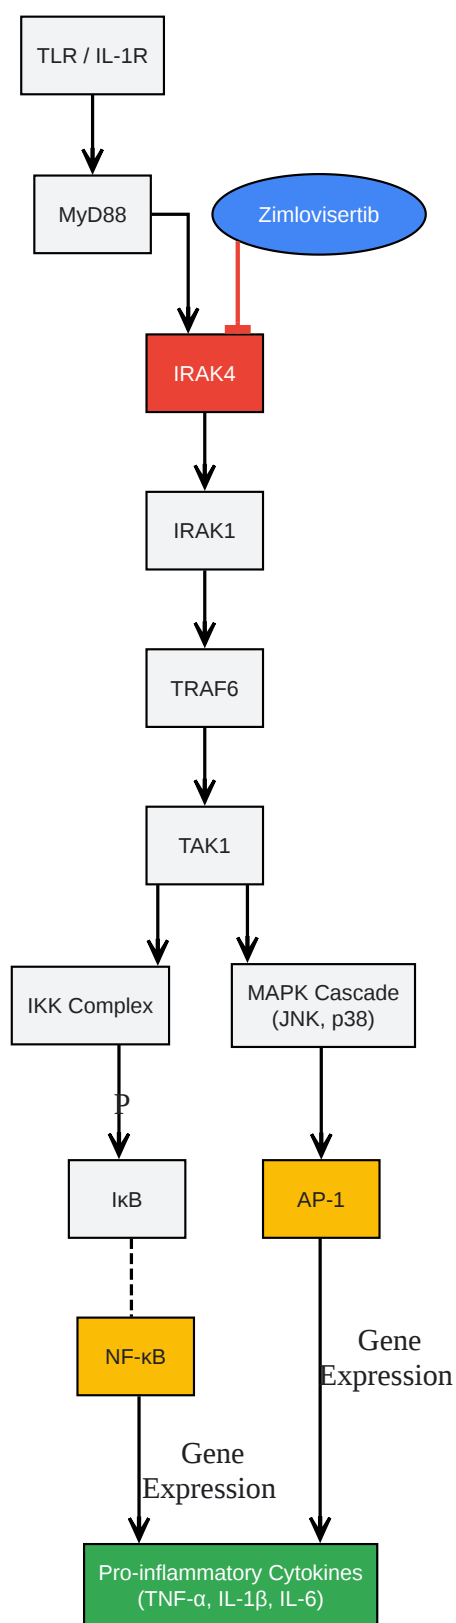 TLR / IL-1R
MyD88
Zimlovisertib
IRAK4
IRAK1
TRAF6
TAK1
IKK Complex
MAPK Cascade
(JNK, p38)
P
IκB
AP-1
NF-κB
Gene
Expression
Gene
Expression
Pro-inflammatory Cytokines
(TNF-α, IL-1β, IL-6)